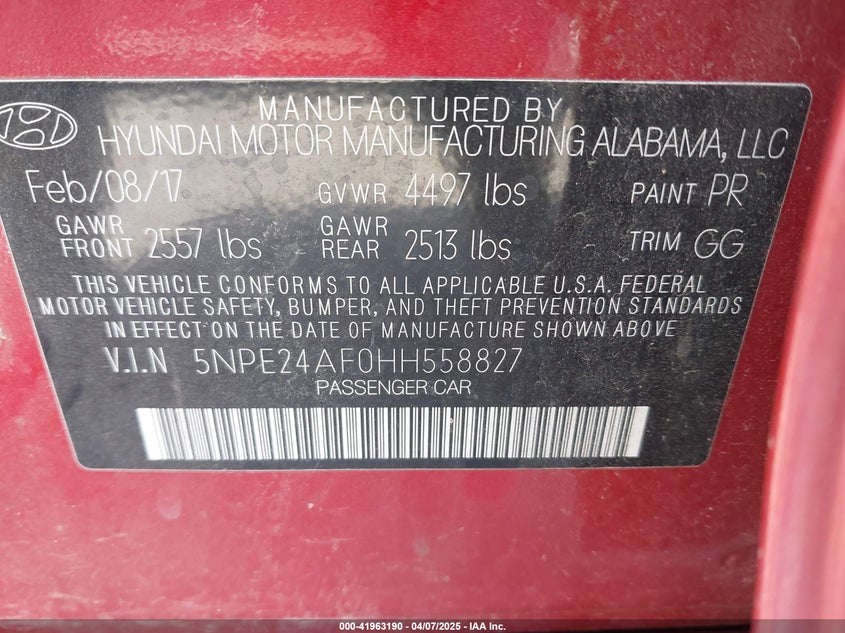 MANUFACTURED BY
HYUNDAI MOTOR MANUFACTURING ALABAMA, LLC
Feb/08/17 GVWR 4497 lbs PAINT PR
GAWR FRONT 2557 lbs GAWR REAR 2513 lbs TRIM GG
THIS VEHICLE CONFORMS TO ALL APPLICABLE U.S.A. FEDERAL
MOTOR VEHICLE SAFETY, BUMPER, AND THEFT PREVENTION STANDARDS
IN EFFECT ON THE DATE OF MANUFACTURE SHOWN ABOVE.
V.I.N 5NPE24AF0HH558827
PASSENGER CAR
000-41963190 - 04/07/2025 - IAA Inc.